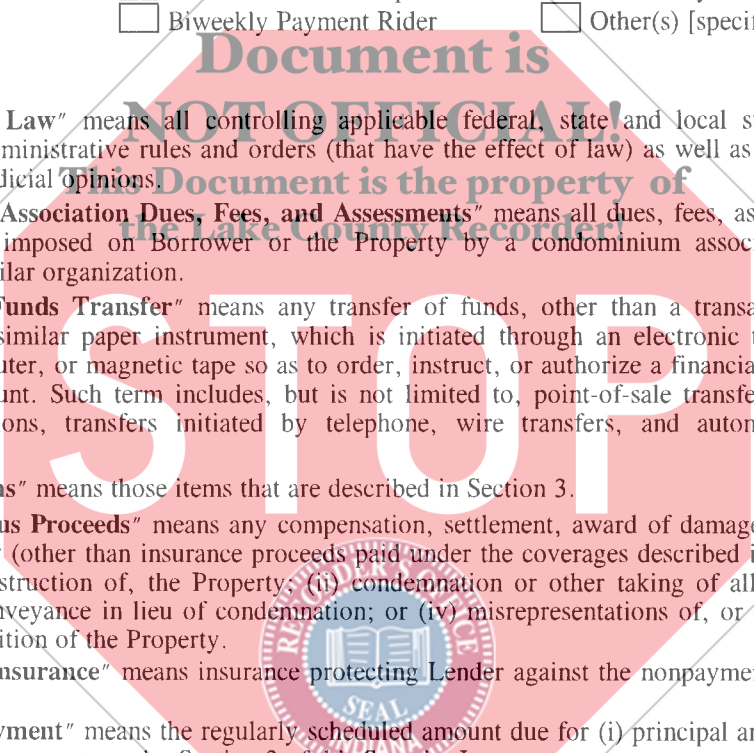 Biweekly Payment Rider Other(s)
Document is
NOT OFFICIAL!
Law" means all controlling applicable federal, state and local
ministrative rules and orders (that have the effect of law) as well as
dicial opinions.
This Document is the property of
Association Dues, Fees, and Assessments" means all dues, fees, as
the Lake County Recorder!
imposed on Borrower or the Property by a condominium assoc
ilar organization.
Funds Transfer" means any transfer of funds, other than a transa
similar paper instrument, which is initiated through an electronic t
uter, or magnetic tape so as to order, instruct, or authorize a financia
unt. Such term includes, but is not limited to, point-of-sale transfe
ions, transfers initiated by telephone, wire transfers, and autom
STOP
ns" means those items that are described in Section 3.
us Proceeds" means any compensation, settlement, award of damage
(other than insurance proceeds paid under the coverages described i
struction of, the Property; (ii) condemnation or other taking of all
nveyance in lieu of condemnation; or (iv) misrepresentations of, or
ition of the Property.
nsurance" means insurance protecting Lender against the nonpayme
RECORDER'S OFFICE
SEAL
INDIANA
yment" means the regularly scheduled amount due for (i) principal a